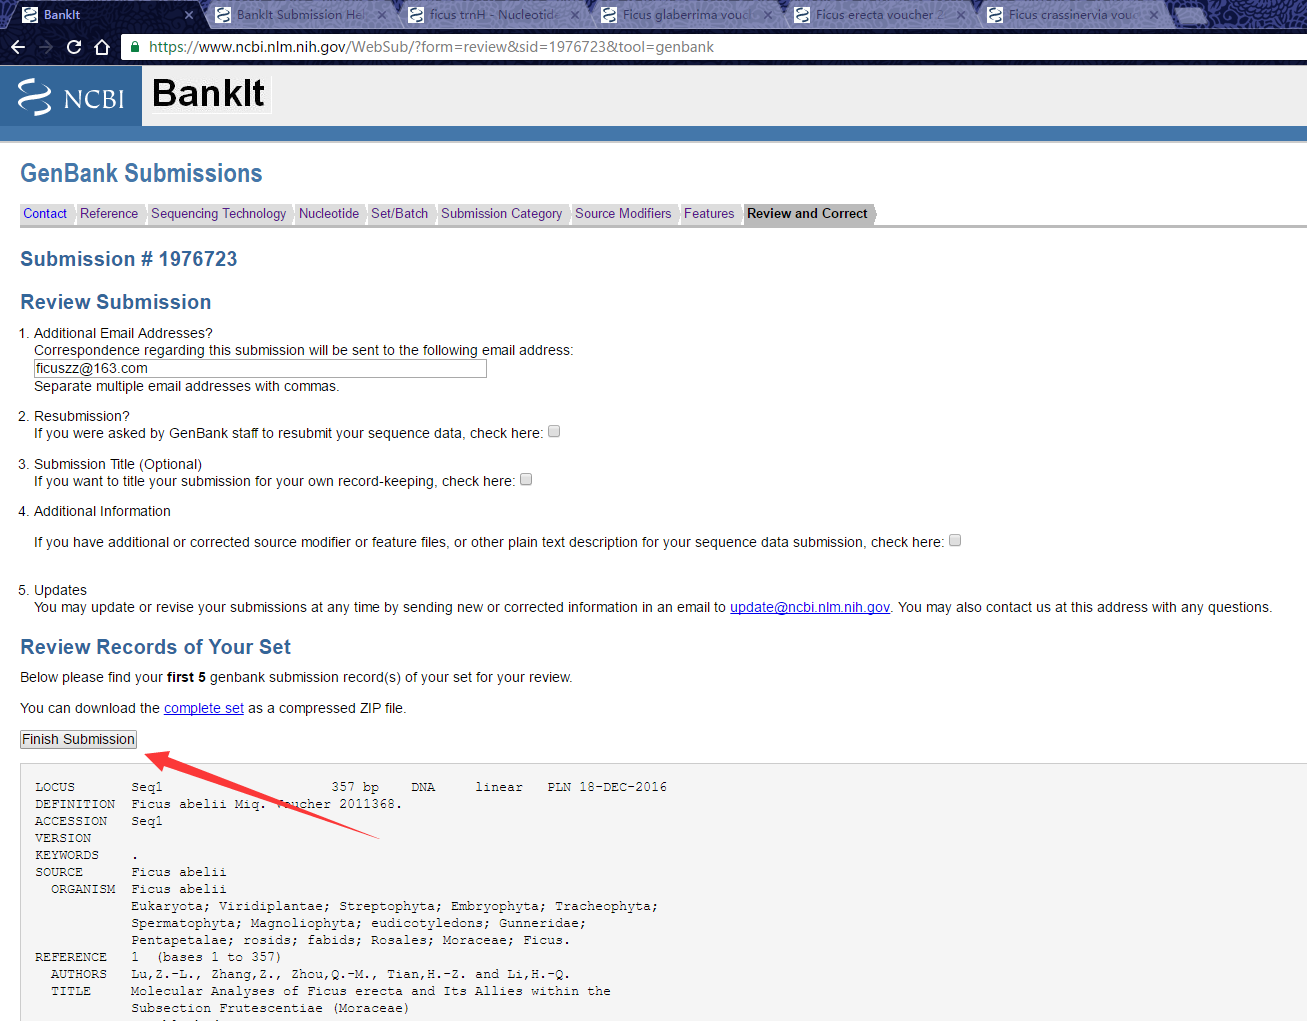 BankIt
BankIt Submission He
ficus trnH - Nucleotide
Ficus glaberrima vouc
Ficus erecta voucher Z
Ficus crassinervia vouc
https://www.ncbi.nlm.nih.gov/WebSub/?form=review&sid=1976723&tool=genbank
NCBI BankIt
GenBank Submissions
Contact Reference Sequencing Technology Nucleotide Set/Batch Submission Category Source Modifiers Features Review and Correct
Submission # 1976723
Review Submission
1. Additional Email Addresses?
Correspondence regarding this submission will be sent to the following email address:
ficuszz@163.com
Separate multiple email addresses with commas.
2. Resubmission?
If you were asked by GenBank staff to resubmit your sequence data, check here:
3. Submission Title (Optional)
If you want to title your submission for your own record-keeping, check here:
4. Additional Information
If you have additional or corrected source modifier or feature files, or other plain text description for your sequence data submission, check here:
5. Updates
You may update or revise your submissions at any time by sending new or corrected information in an email to update@ncbi.nlm.nih.gov. You may also contact us at this address with any questions.
Review Records of Your Set
Below please find your first 5 genbank submission record(s) of your set for your review.
You can download the complete set as a compressed ZIP file.
Finish Submission
LOCUS Seq1 357 bp DNA linear PLN 18-DEC-2016
DEFINITION Ficus abelii Miq. Voucher 2011368.
ACCESSION Seq1
VERSION
KEYWORDS .
SOURCE Ficus abelii
ORGANISM Ficus abelii
Eukaryota; Viridiplantae; Streptophyta; Embryophyta; Tracheophyta;
Spermatophyta; Magnoliophyta; eudicotyledons; Gunneridae;
Pentapetalae; rosids; fabids; Rosales; Moraceae; Ficus.
REFERENCE 1 (bases 1 to 357)
AUTHORS Lu,Z.-L., Zhang,Z., Zhou,Q.-M., Tian,H.-Z. and Li,H.-Q.
TITLE Molecular Analyses of Ficus erecta and Its Allies within the
Subsection Frutescentiae (Moraceae)